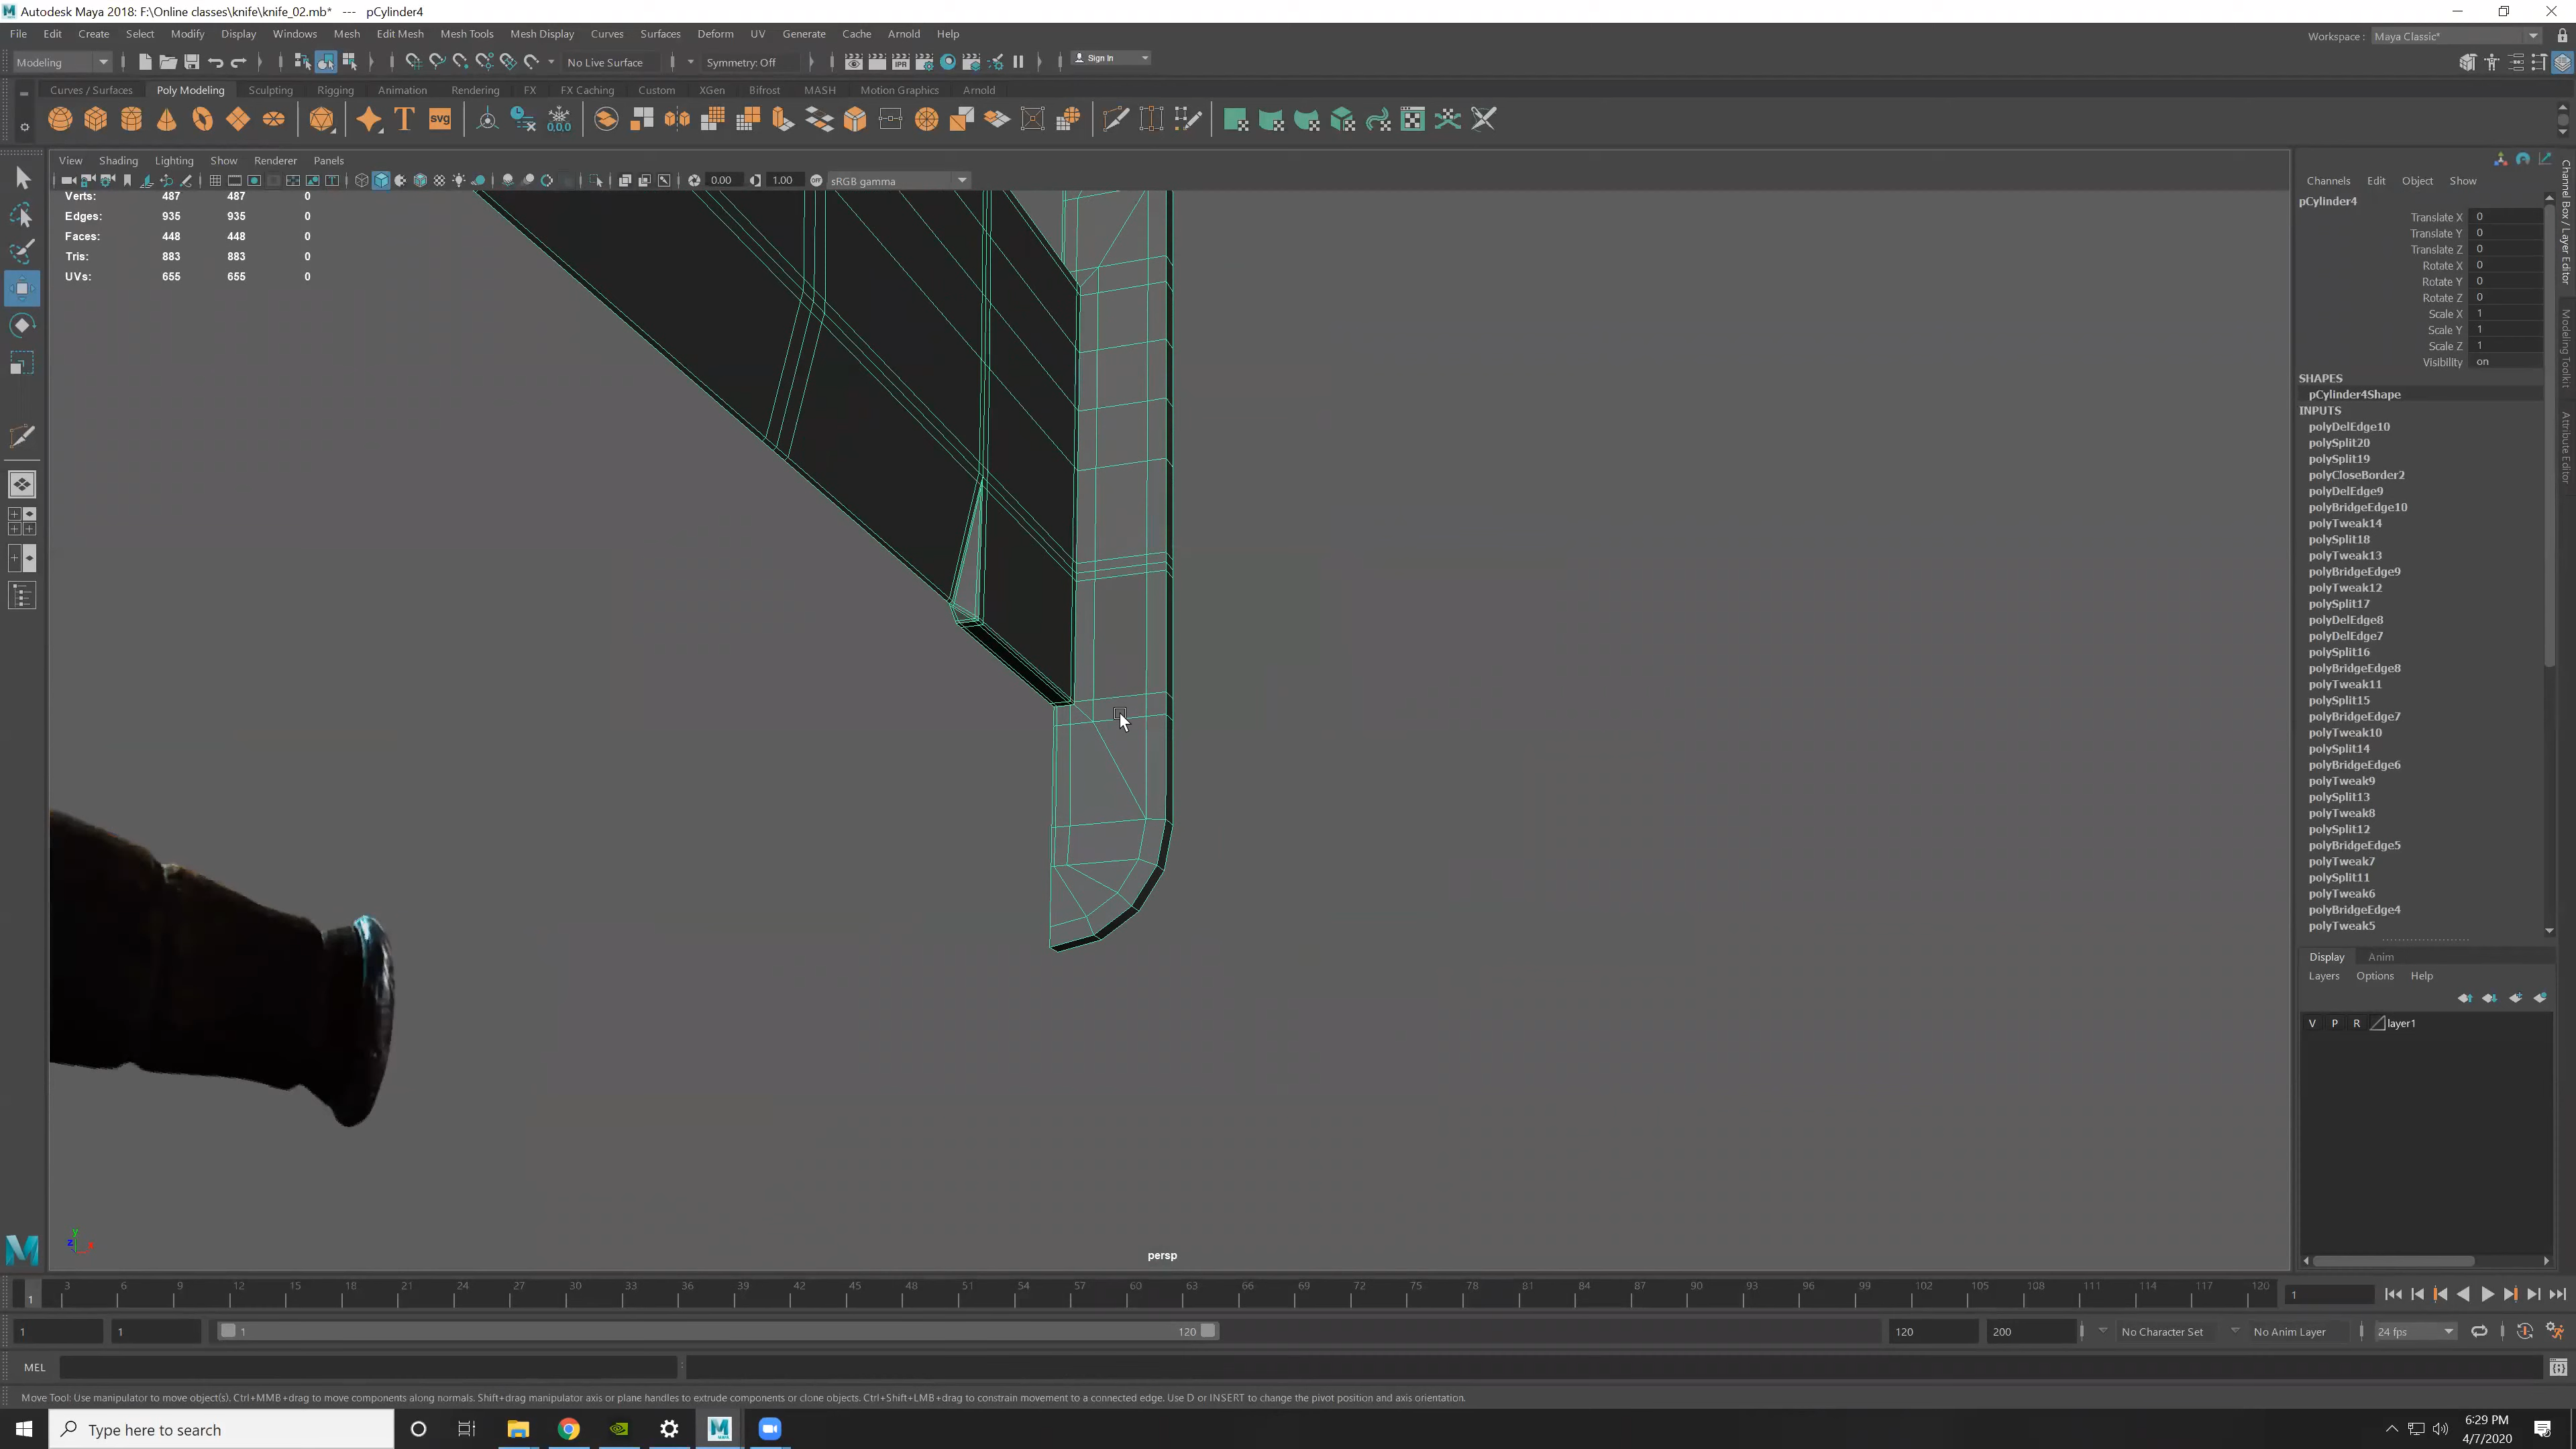 Autodesk Maya 2018: F:\Online classes\knife\knife_02.mb*  ---  pCylinder4
File Edit Create Select Modify Display Windows Mesh Edit Mesh Mesh Tools Mesh Display Curves Surfaces Deform UV Generate Cache Arnold Help
Workspace : Maya Classic*
Modeling No Live Surface Symmetry: Off IPR Sign In
Curves / Surfaces Poly Modeling Sculpting Rigging Animation Rendering FX FX Caching Custom XGen Bifrost MASH Motion Graphics Arnold
T SVG 0,0,0
View Shading Lighting Show Renderer Panels
0.00 1.00 sRGB gamma
Verts: 487 487 0
Edges: 935 935 0
Faces: 448 448 0
Tris: 883 883 0
UVs: 655 655 0
persp
y
z x
Channels Edit Object Show
pCylinder4
Translate X 0
Translate Y 0
Translate Z 0
Rotate X 0
Rotate Y 0
Rotate Z 0
Scale X 1
Scale Y 1
Scale Z 1
Visibility on
SHAPES
pCylinder4Shape
INPUTS
polyDelEdge10
polySplit20
polySplit19
polyCloseBorder2
polyDelEdge9
polyBridgeEdge10
polyTweak14
polySplit18
polyTweak13
polyBridgeEdge9
polyTweak12
polySplit17
polyDelEdge8
polyDelEdge7
polySplit16
polyBridgeEdge8
polyTweak11
polySplit15
polyBridgeEdge7
polyTweak10
polySplit14
polyBridgeEdge6
polyTweak9
polySplit13
polyTweak8
polySplit12
polyBridgeEdge5
polyTweak7
polySplit11
polyTweak6
polyBridgeEdge4
polyTweak5
Channel Box / Layer Editor
Modeling Toolkit
Attribute Editor
Display Anim
Layers Options Help
V P R layer1
3 6 9 12 15 18 21 24 27 30 33 36 39 42 45 48 51 54 57 60 63 66 69 72 75 78 81 84 87 90 93 96 99 102 105 108 111 114 117 120
1 1
1 1 1 120 120 200 No Character Set No Anim Layer 24 fps
MEL
Move Tool: Use manipulator to move object(s). Ctrl+MMB+drag to move components along normals. Shift+drag manipulator axis or plane handles to extrude components or clone objects. Ctrl+Shift+LMB+drag to constrain movement to a connected edge. Use D or INSERT to change the pivot position and axis orientation.
Type here to search
6:29 PM
4/7/2020